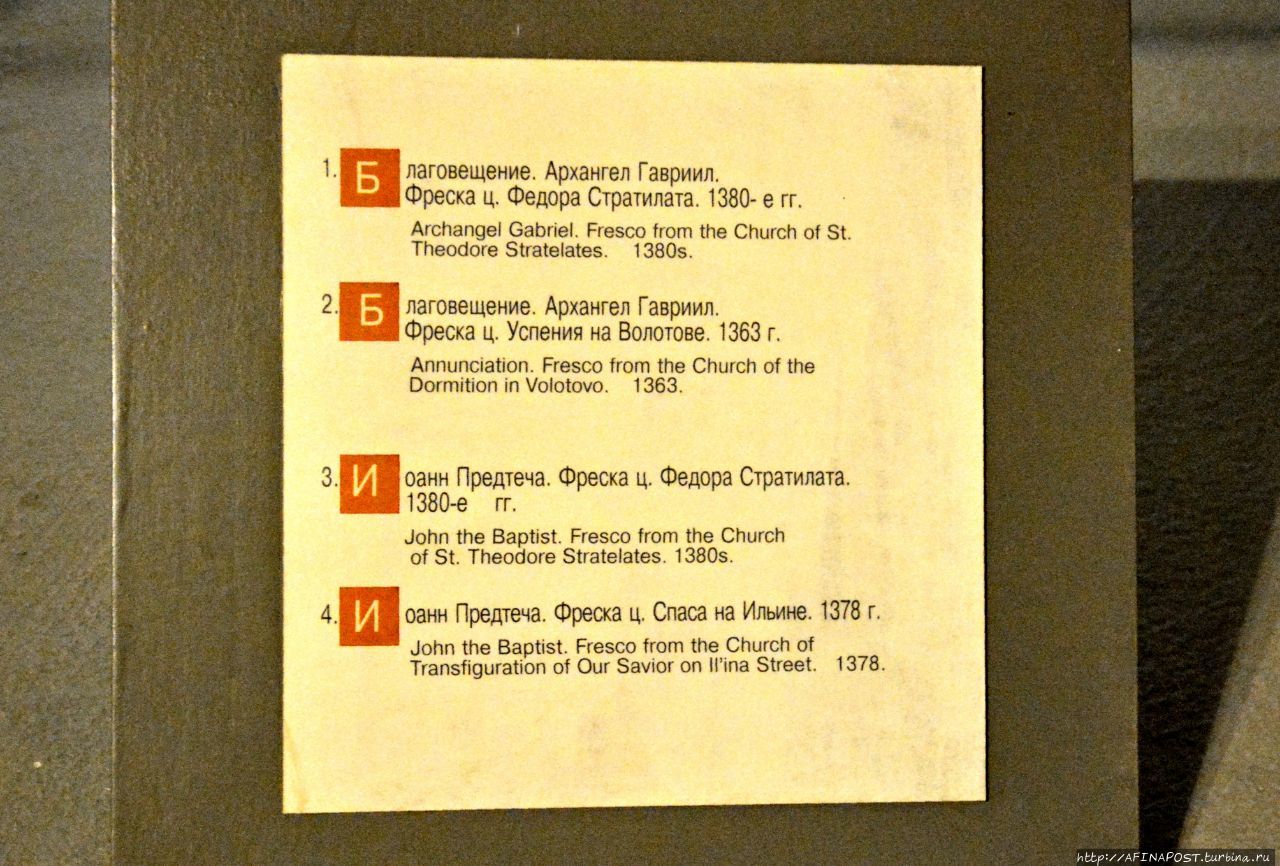 1. Благовещение. Архангел Гавриил.
Фреска ц. Федора Стратилата. 1380- е гг.
Archangel Gabriel. Fresco from the Church of St.
Theodore Stratelates. 1380s.
2. Благовещение. Архангел Гавриил.
Фреска ц. Успения на Волотове. 1363 г.
Annunciation. Fresco from the Church of the
Dormition in Volotovo. 1363.
3. Иоанн Предтеча. Фреска ц. Федора Стратилата.
1380-е гг.
John the Baptist. Fresco from the Church
of St. Theodore Stratelates. 1380s.
4. Иоанн Предтеча. Фреска ц. Спаса на Ильине. 1378 г.
John the Baptist. Fresco from the Church of
Transfiguration of Our Savior on Il'ina Street. 1378.
http://AFINAPOST.turbina.ru